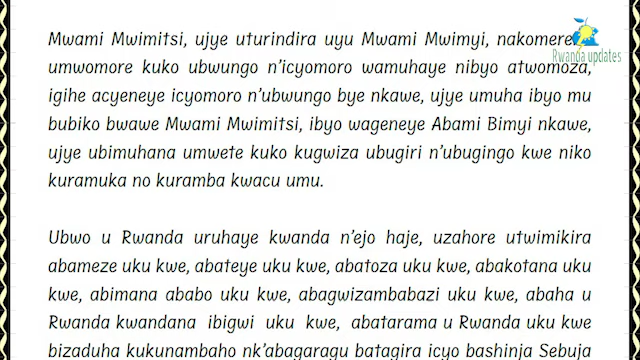 Mwami Mwimitsi, ujye uturindira uyu Mwami Mwimyi, nakomere
umwomore kuko ubwungo n'icyomoro wamuhaye nibyo atwomoza,
igihe acyeneye icyomoro n'ubwungo bye nkawe, ujye umuha ibyo mu
bubiko bwawe Mwami Mwimitsi, ibyo wageneye Abami Bimyi nkawe,
ujye ubimuhana umwete kuko kugwiza ubugiri n'ubugingo kwe niko
kuramuka no kuramba kwacu umu.
Ubwo u Rwanda uruhaye kwanda n'ejo haje, uzahore utwimikira
abameze uku kwe, abateye uku kwe, abatoza uku kwe, abakotana uku
kwe, abimana ababo uku kwe, abagwizambabazi uku kwe, abaha u
Rwanda kwandana ibigwi uku kwe, abatarama u Rwanda uku kwe
bizaduha kukunambaho nk'abagaragu batagira icyo bashinja Sebuja
Rwanda updates